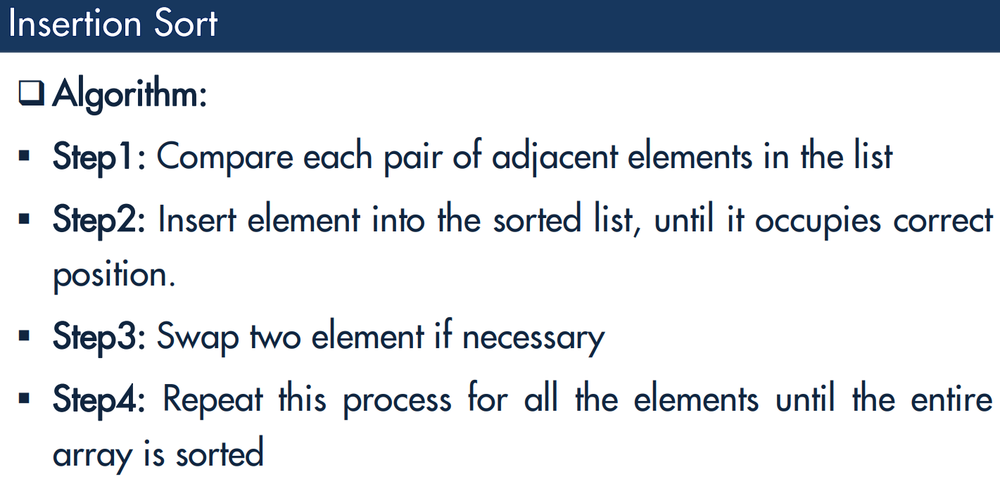 Insertion Sort
❑ Algorithm:
▪ Step1: Compare each pair of adjacent elements in the list
▪ Step2: Insert element into the sorted list, until it occupies correct
position.
▪ Step3: Swap two element if necessary
▪ Step4: Repeat this process for all the elements until the entire
array is sorted